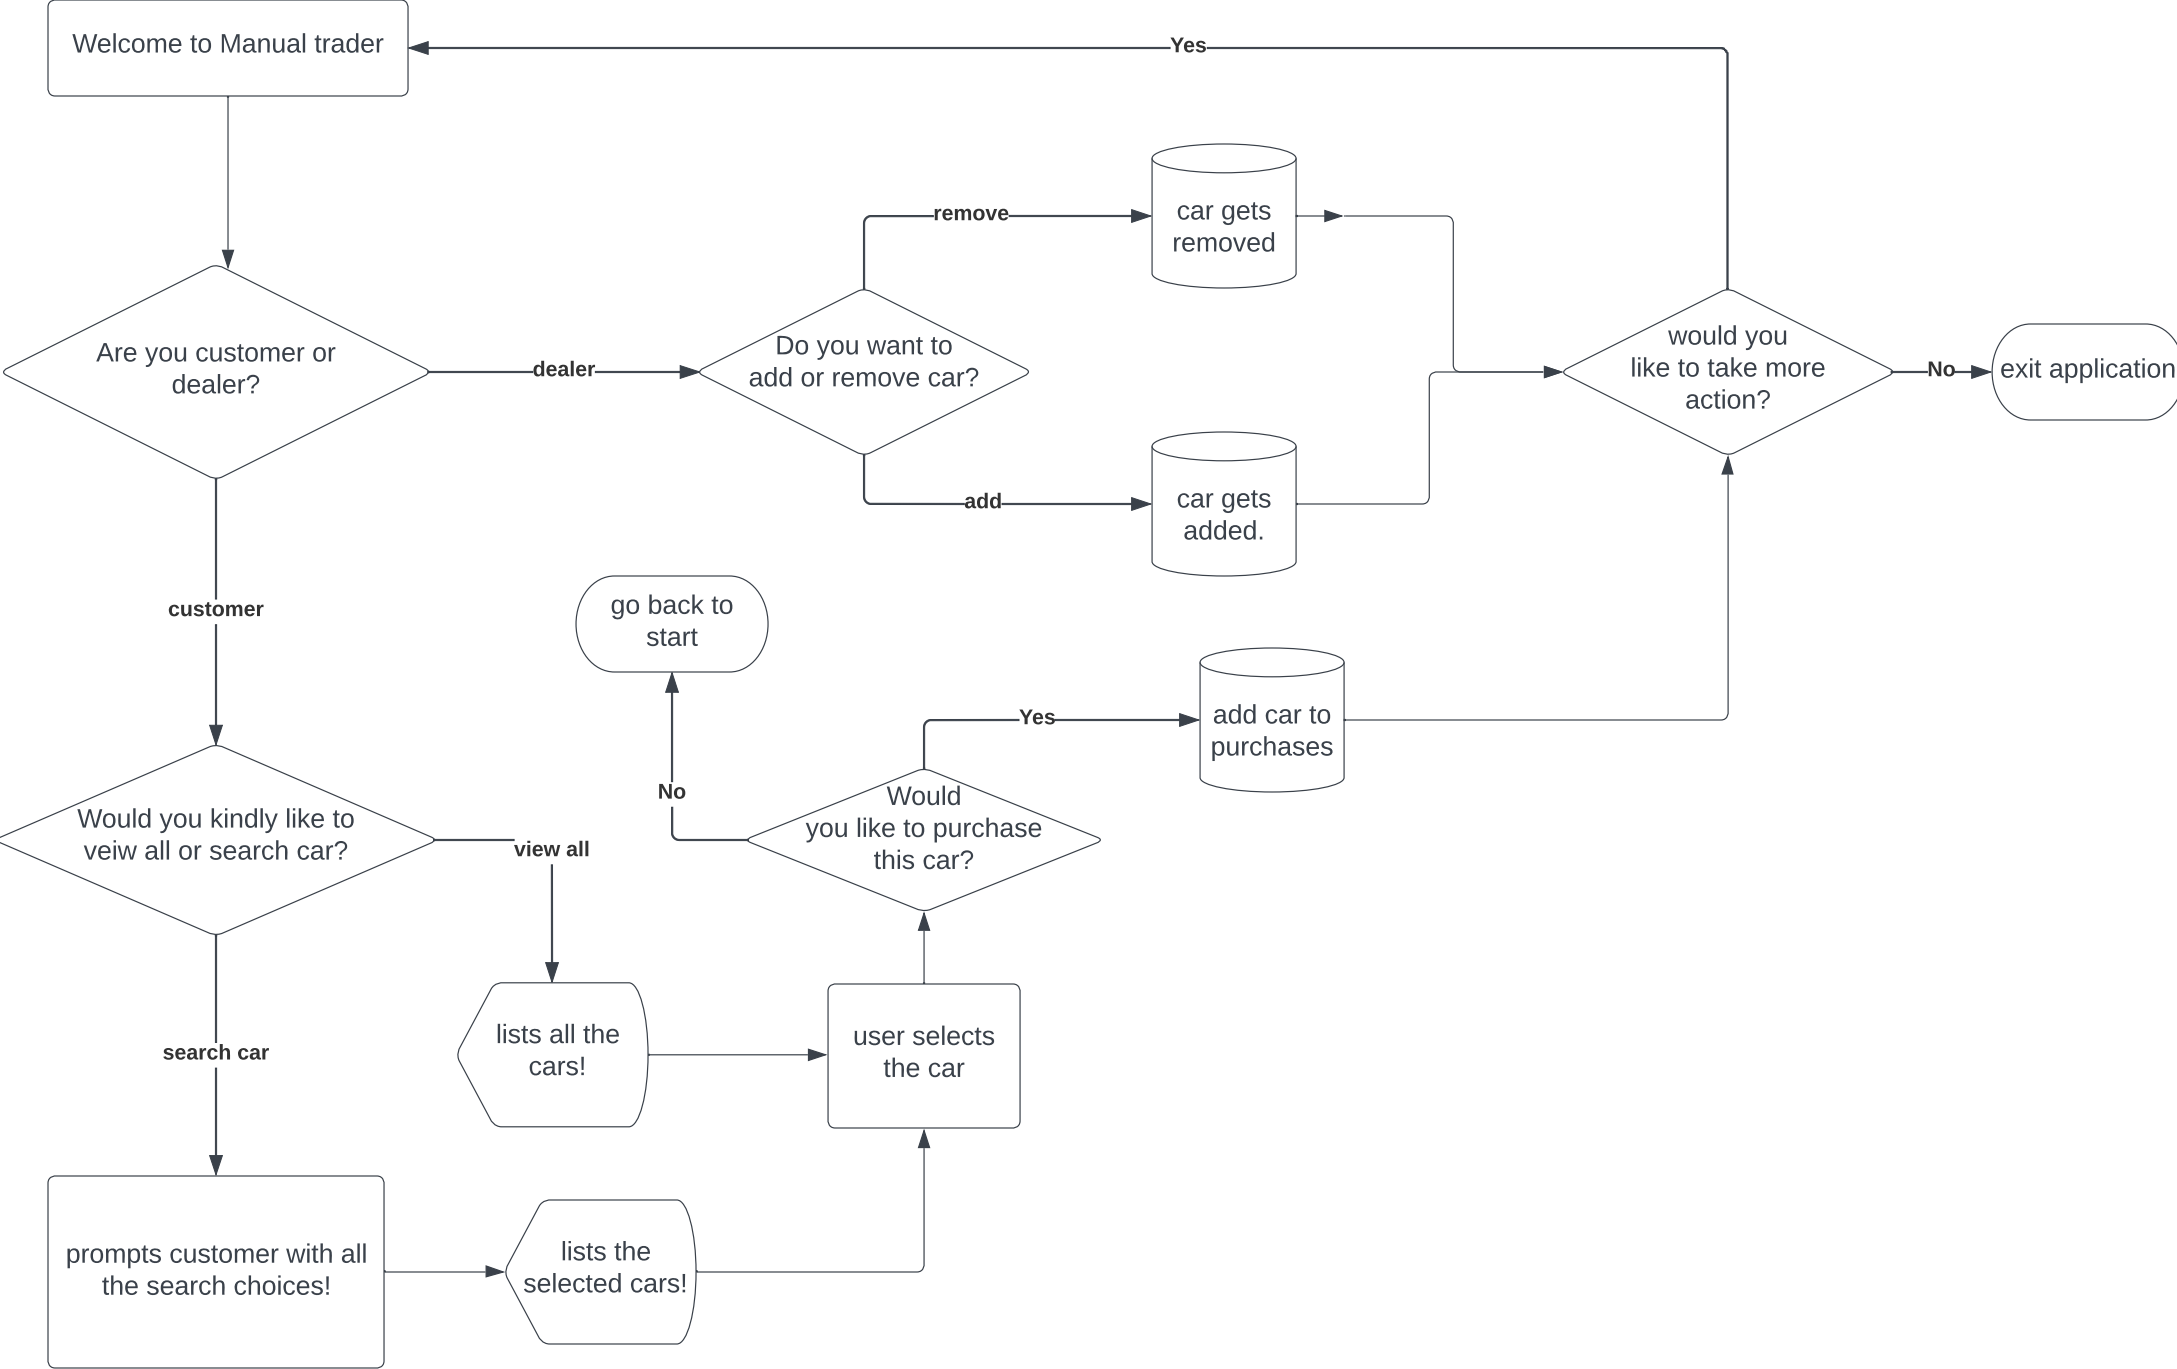 Welcome to Manual trader
Yes
remove
car gets
removed
Are you customer or
dealer?
dealer
Do you want to
add or remove car?
would you
like to take more
action?
No
exit application
add
car gets
added.
customer
go back to
start
Yes
add car to
purchases
No
Would you kindly like to
veiw all or search car?
view all
Would
you like to purchase
this car?
lists all the
cars!
user selects
the car
search car
prompts customer with all
the search choices!
lists the
selected cars!